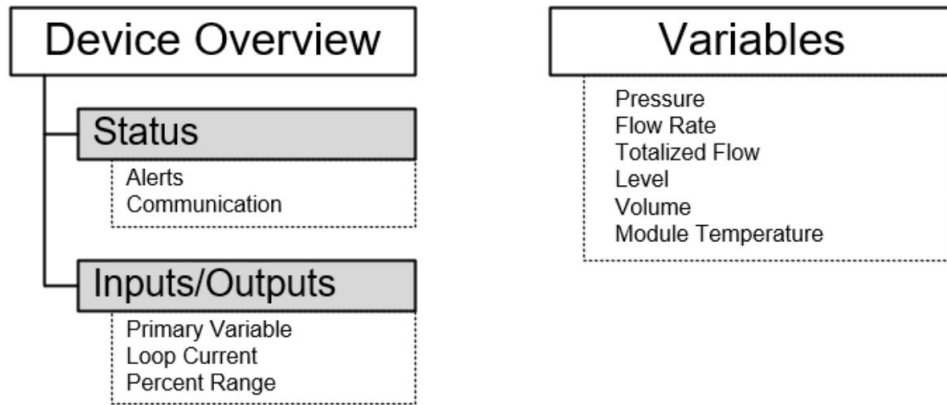 Device Overview
Status
Alerts
Communication
Inputs/Outputs
Primary Variable
Loop Current
Percent Range
Variables
Pressure
Flow Rate
Totalized Flow
Level
Volume
Module Temperature